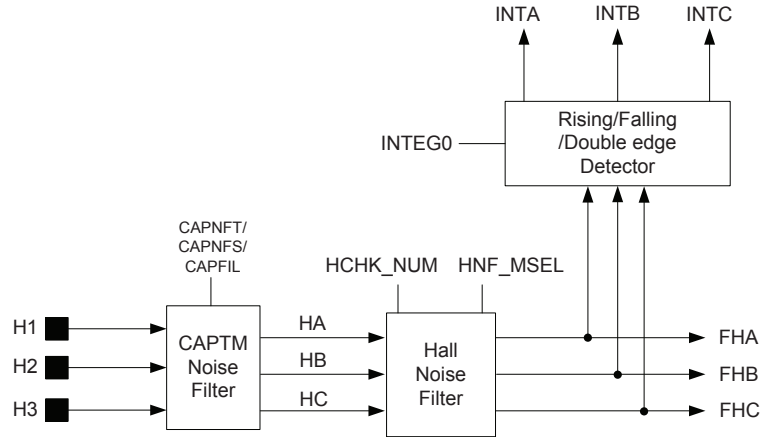 INTA INTB INTC
Rising/Falling
/Double edge
Detector
INTEG0
CAPNFT/
CAPNFS/
CAPFIL
HCHK_NUM HNF_MSEL
H1
H2
H3
CAPTM
Noise
Filter
HA
HB
HC
Hall
Noise
Filter
FHA
FHB
FHC